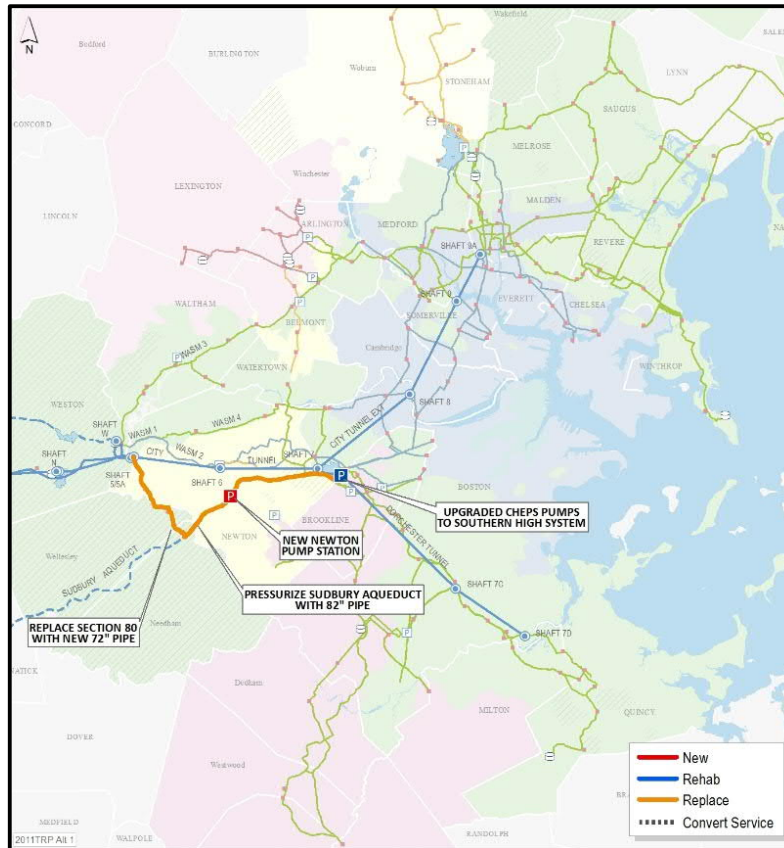 N
Bedford
BURLINGTON
Wakefield
Woburn
STONEHAM
LYNN
SAUGUS
CONCORD
MELROSE
Winchester
LEXINGTON
ARLINGTON
MEDFORD
MALDEN
LINCOLN
REVERE
SHAFT 9A
WALTHAM
SHAFT 9
EVERETT
CHELSEA
SOMERVILLE
BELMONT
Cambridge
WASM 3
WATERTOWN
WINTHROP
WESTON
WASM 4
SHAFT 8
SHAFT W
WASM 1
CITY TUNNEL EXT
WASM 2
SHAFT N
CITY TUNNEL
SHAFT 7
SHAFT 5/5A
SHAFT 6
P
P
BOSTON
UPGRADED CHEPS PUMPS
TO SOUTHERN HIGH SYSTEM
BROOKLINE
NEW NEWTON
PUMP STATION
NEWTON
DORCHESTER TUNNEL
Wellesley
SUDBURY AQUEDUCT
PRESSURIZE SUDBURY AQUEDUCT
WITH 82" PIPE
SHAFT 7C
REPLACE SECTION 80
WITH NEW 72" PIPE
Needham
SHAFT 7D
NATICK
Dedham
MILTON
QUINCY
DOVER
Westwood
New
Rehab
Replace
Convert Service
MEDFIELD
2011TRP Alt 1
WALPOLE
RANDOLPH